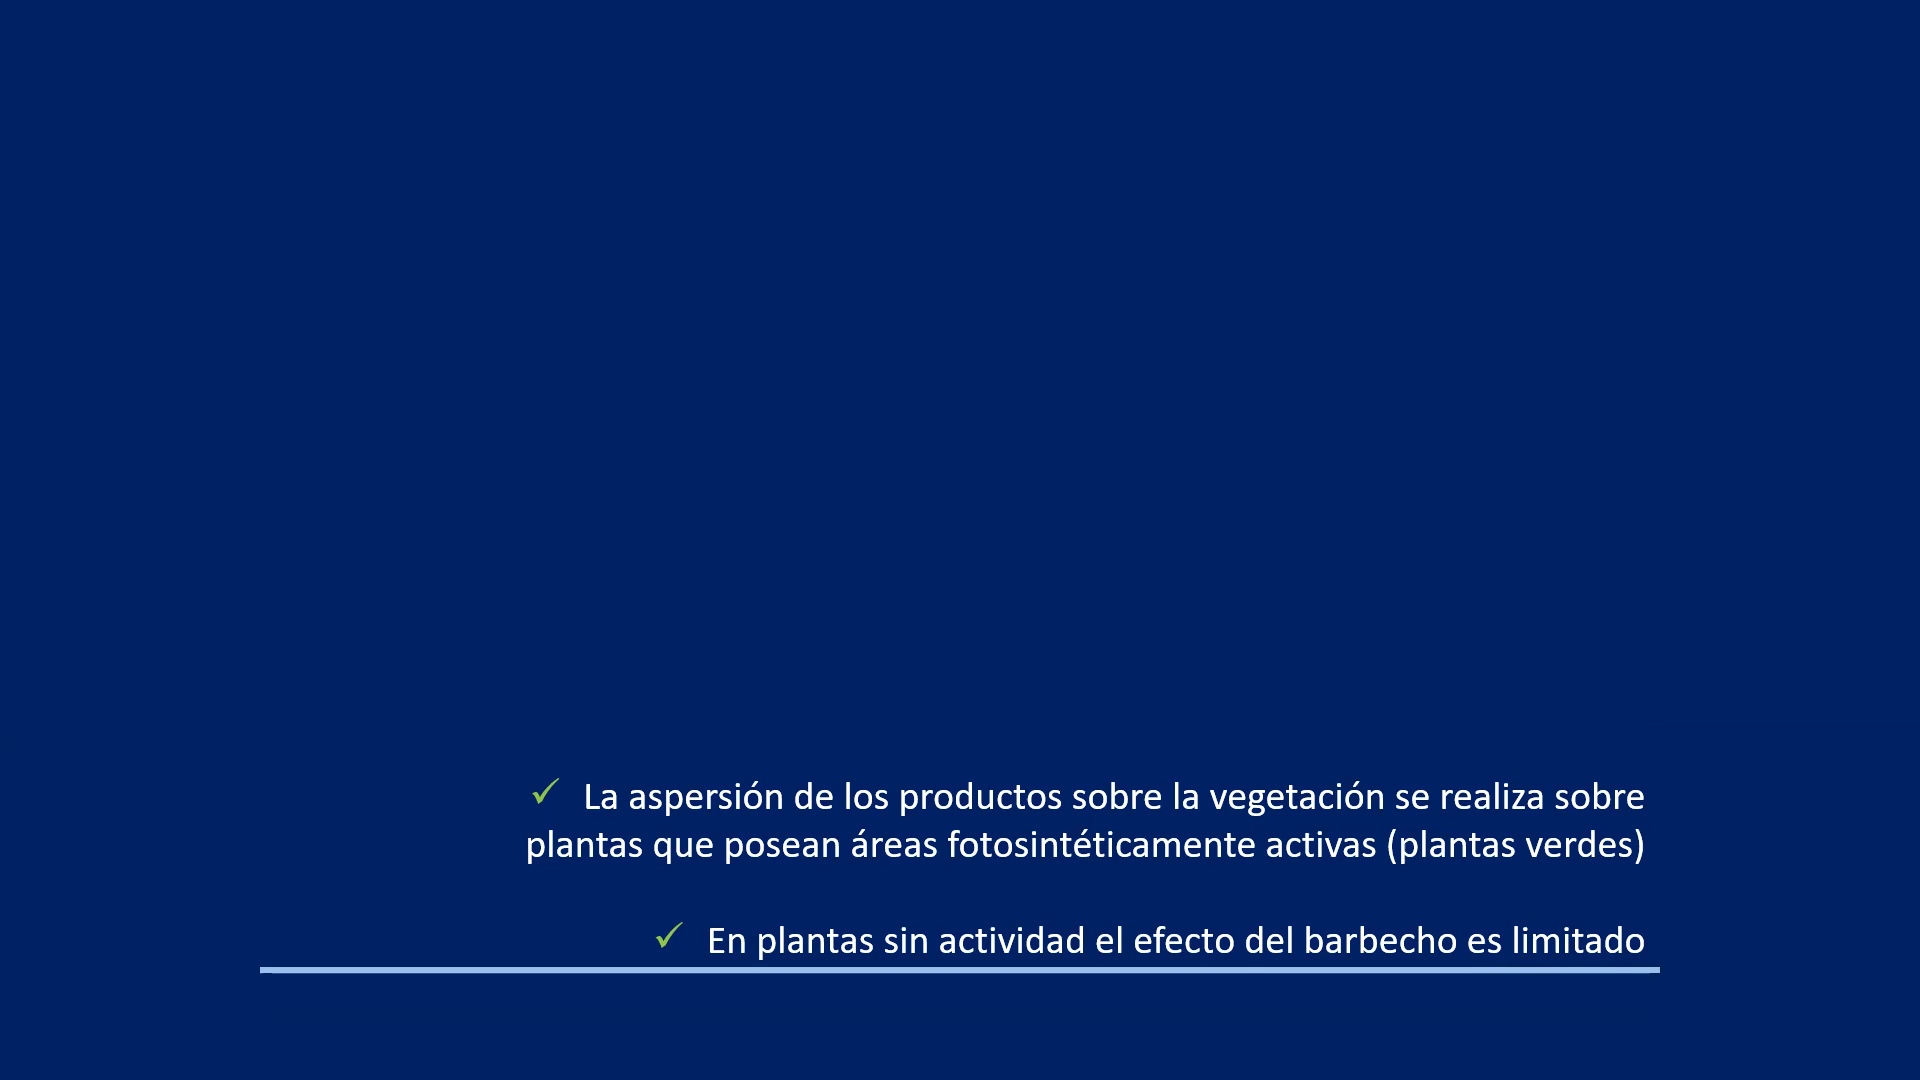 ✓ La aspersión de los productos sobre la vegetación se realiza sobre
plantas que posean áreas fotosintéticamente activas (plantas verdes)
✓ En plantas sin actividad el efecto del barbecho es limitado